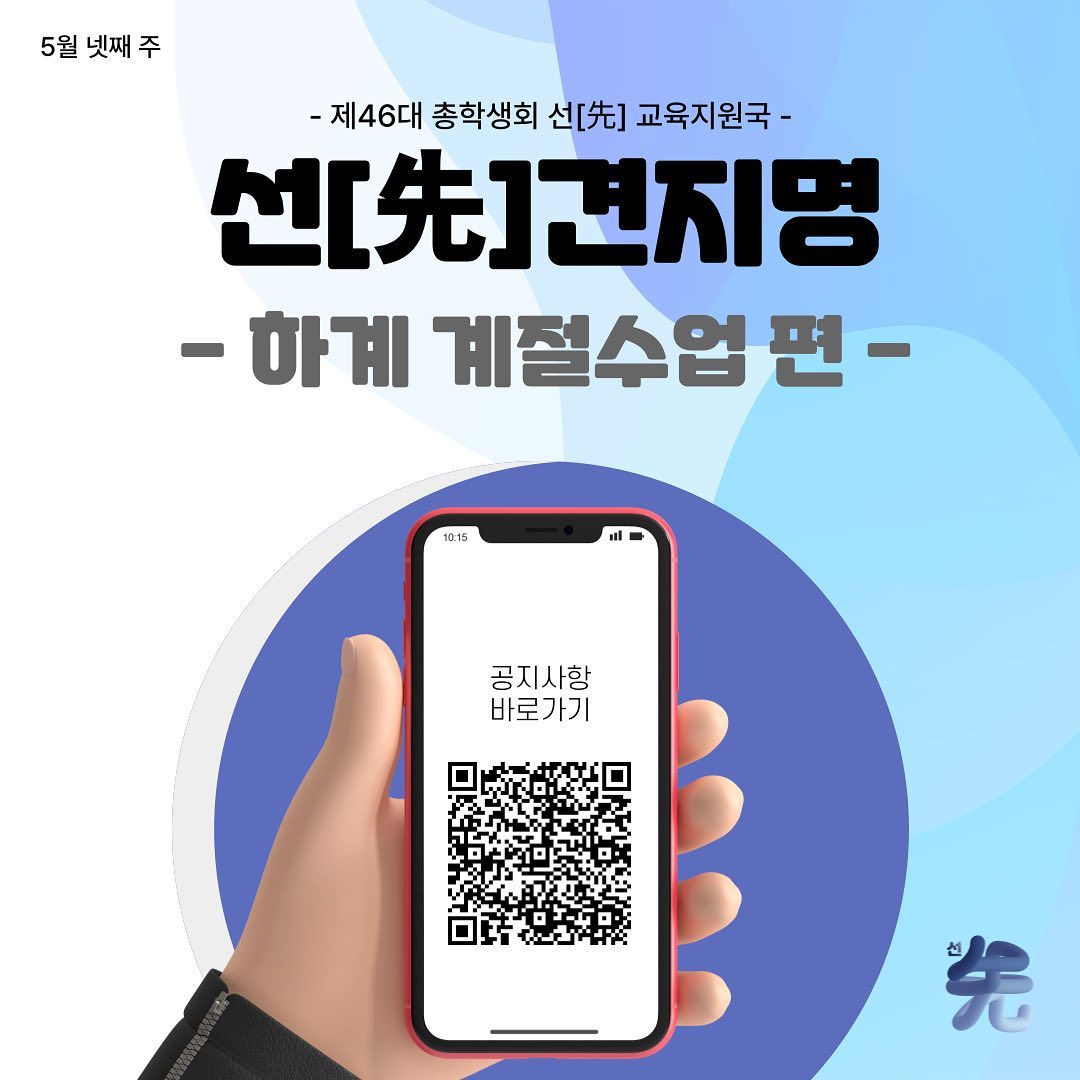 5월 넷째 주
- 제46대 총학생회 선[先] 교육지원국 -
선[先]견지명
- 하계 계절수업 편 -
10:15
공지사항
바로가기
선
先